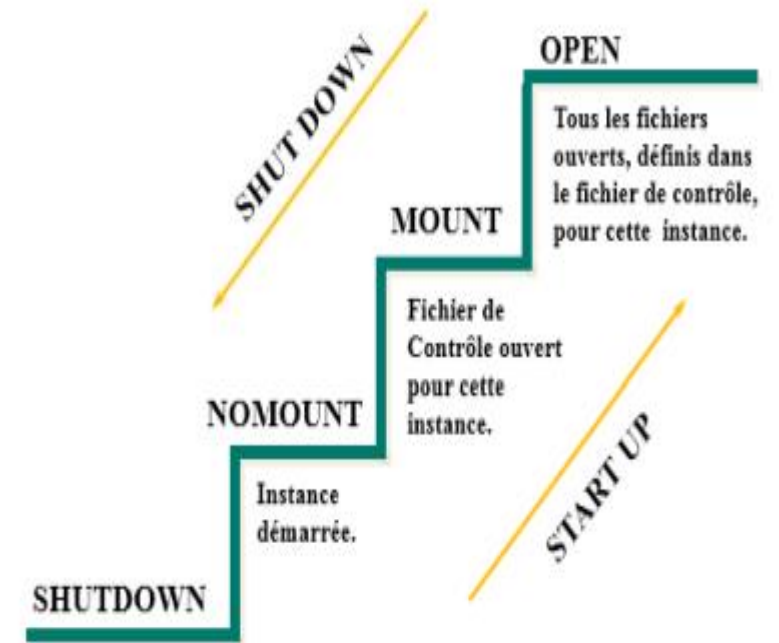 OPEN
SHUT DOWN
Tous les fichiers
ouverts, définis dans
le fichier de contrôle,
pour cette instance.
MOUNT
Fichier de
Contrôle ouvert
pour cette
instance.
NOMOUNT
START UP
Instance
démarrée.
SHUTDOWN